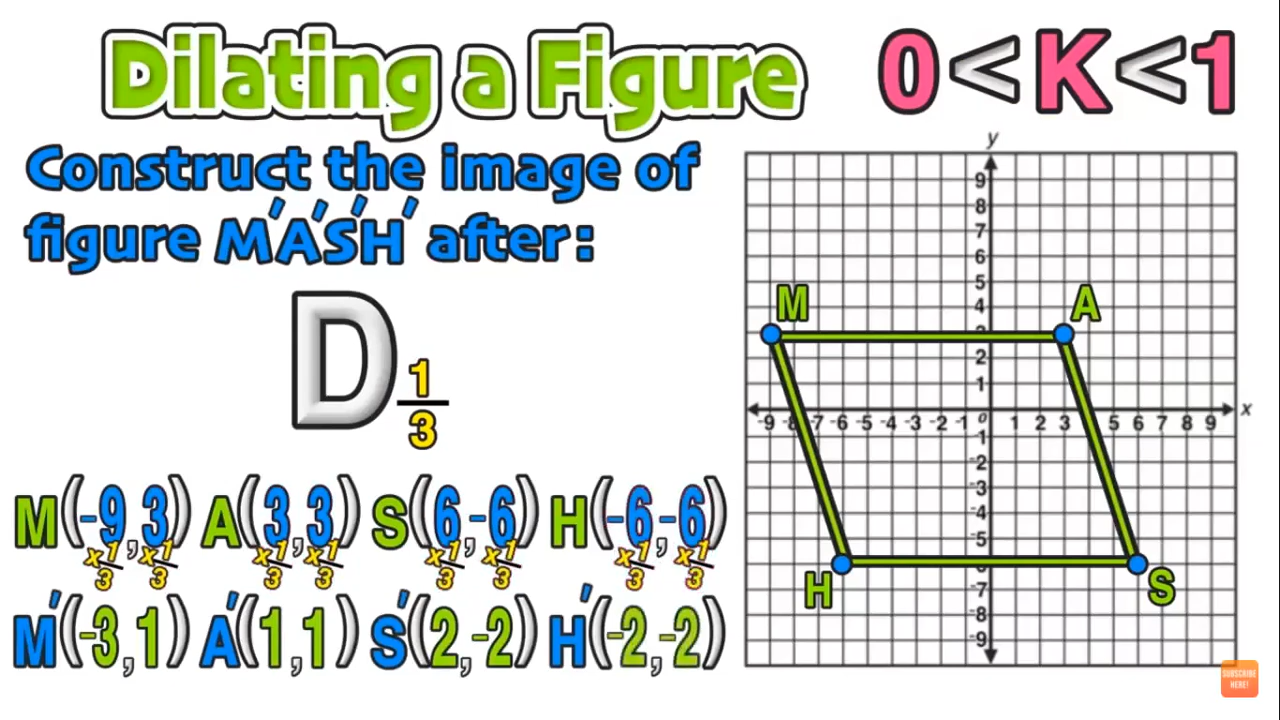 Dilating a Figure
0<K<1
Construct the image of
figure M'A'S'H' after:
D 1/3
M(-9,3) A(3,3) S(6,-6) H(-6,-6)
x1/3 x1/3 x1/3 x1/3 x1/3 x1/3 x1/3 x1/3
M'(-3,1) A'(1,1) S'(2,-2) H'(-2,-2)
y
9
8
7
6
5
4
M A
3
2
1
-9 -8 -7 -6 -5 -4 -3 -2 -1 0 1 2 3 5 6 7 8 9 x
-1
-2
-3
-4
-5
-6
H S
-7
-8
-9
SUBSCRIBE
HERE!